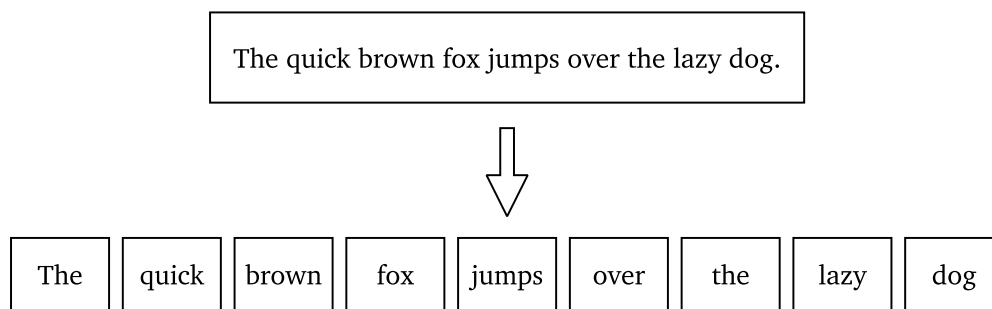 The quick brown fox jumps over the lazy dog.
The quick brown fox jumps over the lazy dog